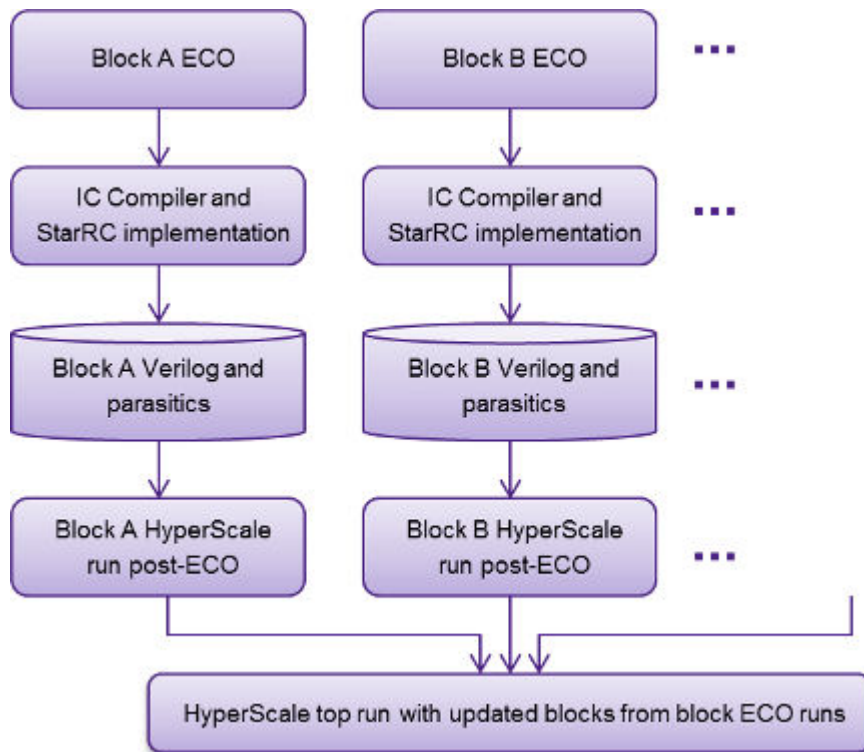 Block A ECO
Block B ECO
...
IC Compiler and
StarRC implementation
IC Compiler and
StarRC implementation
...
Block A Verilog and
parasitics
Block B Verilog and
parasitics
...
Block A HyperScale
run post-ECO
Block B HyperScale
run post-ECO
...
HyperScale top run with updated blocks from block ECO runs